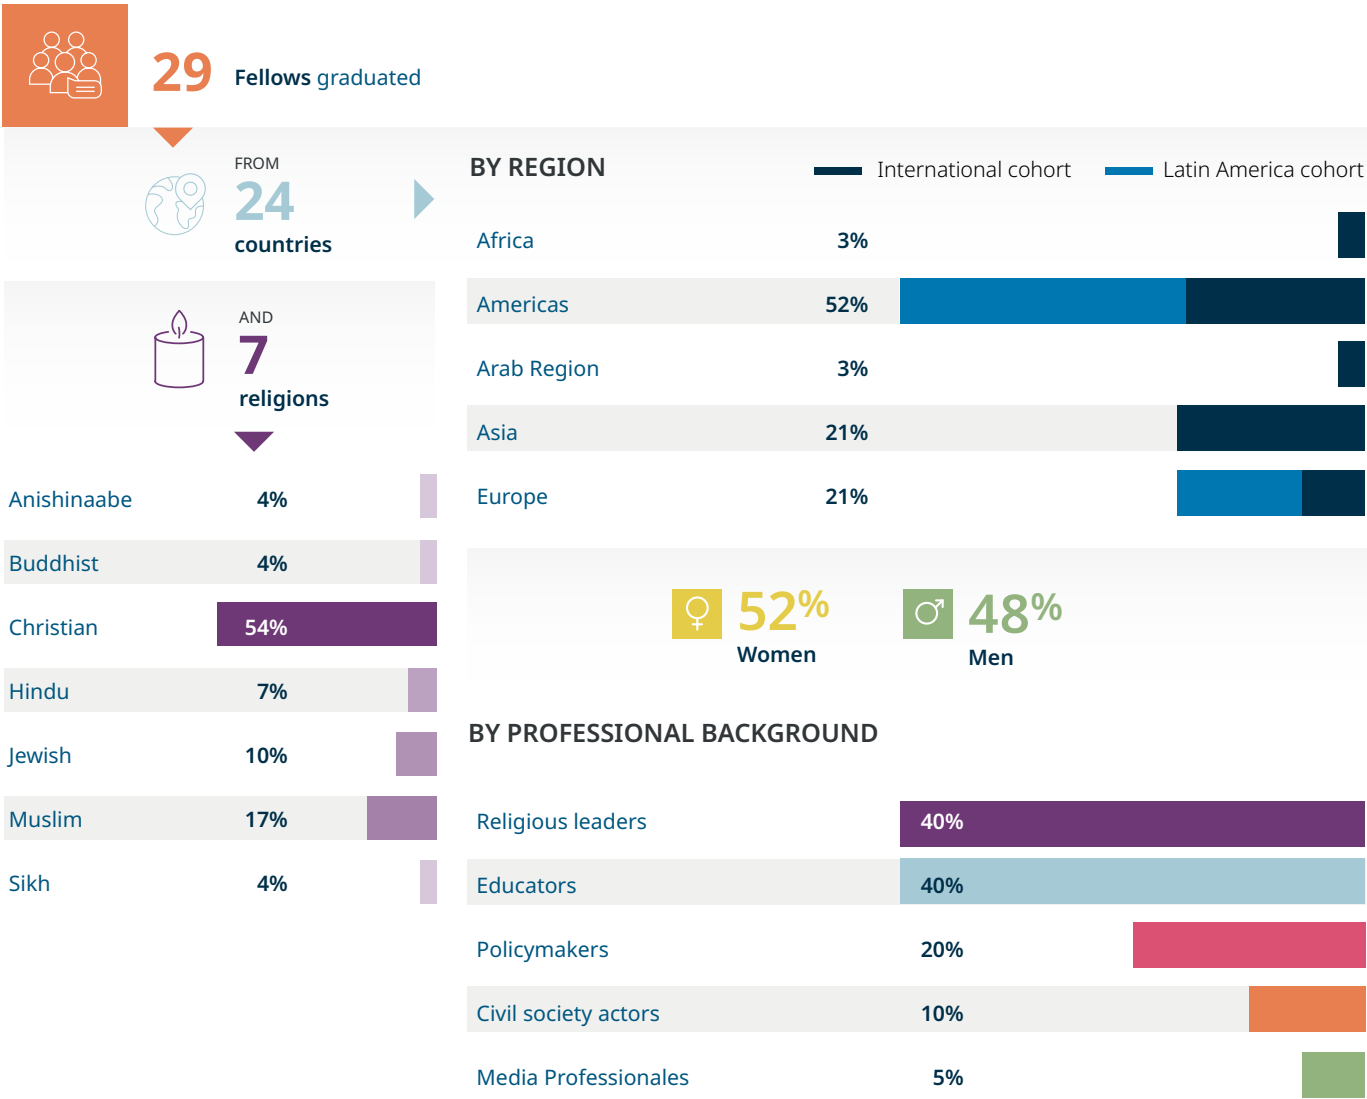 29 Fellows graduated
FROM
24
countries
AND
7
religions
Anishinaabe 4%
Buddhist 4%
Christian 54%
Hindu 7%
Jewish 10%
Muslim 17%
Sikh 4%
BY REGION International cohort Latin America cohort
Africa 3%
Americas 52%
Arab Region 3%
Asia 21%
Europe 21%
52% 48%
Women Men
BY PROFESSIONAL BACKGROUND
Religious leaders 40%
Educators 40%
Policymakers 20%
Civil society actors 10%
Media Professionales 5%